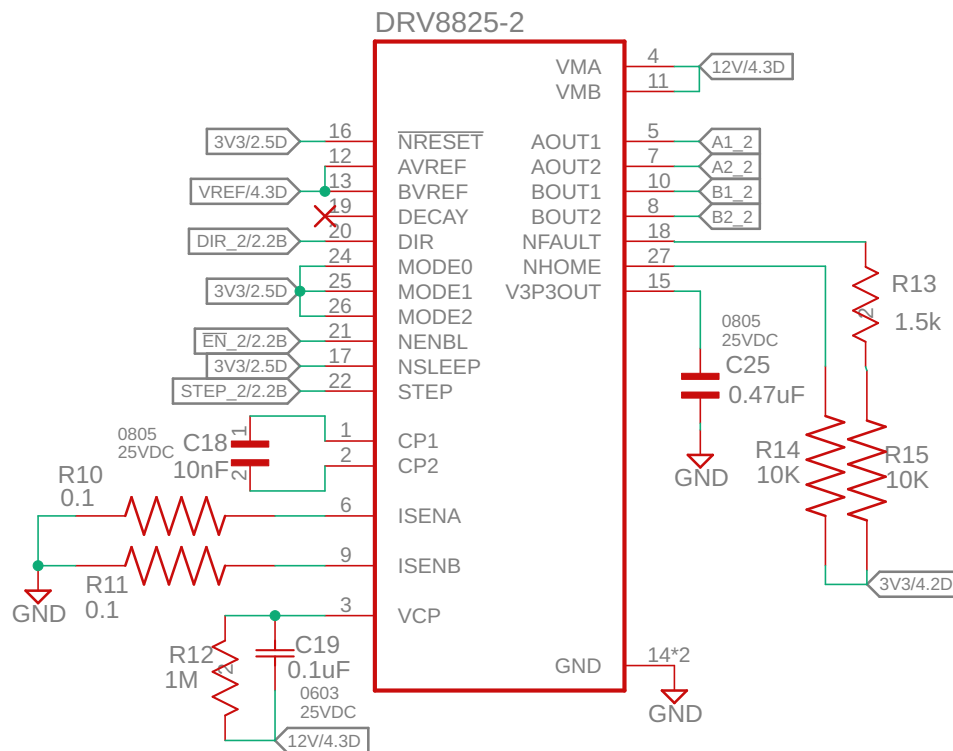 DRV8825-2
VMA 4 12V/4.3D
VMB 11
3V3/2.5D 16 NRESET AOUT1 5 A1_2
12 AVREF AOUT2 7 A2_2
VREF/4.3D 13 BVREF BOUT1 10 B1_2
19 DECAY BOUT2 8 B2_2
DIR_2/2.2B 20 DIR NFAULT 18
24 MODE0 NHOME 27
3V3/2.5D 25 MODE1 V3P3OUT 15
26 MODE2
EN_2/2.2B 21 NENBL
3V3/2.5D 17 NSLEEP
STEP_2/2.2B 22 STEP
R13
2
1.5k
0805
25VDC
C25
0.47uF
GND
0805
25VDC
C18
10nF
1
2
1 CP1
2 CP2
R14
10K
R15
10K
3V3/4.2D
R10
0.1
6 ISENA
R11
0.1
9 ISENB
GND
3 VCP
R12
2
1M
C19
0.1uF
0603
25VDC
12V/4.3D
GND 14*2
GND